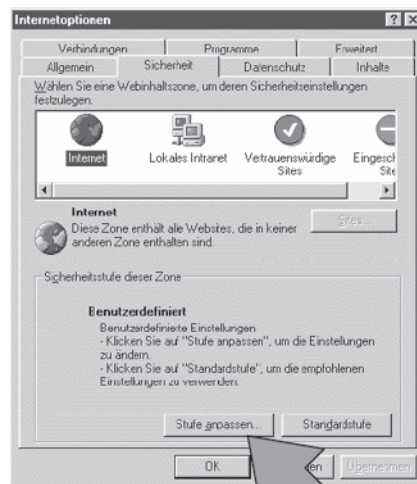 Internetoptionen
Verbindungen Programme Erweitert
Allgemein Sicherheit Datenschutz Inhalte
Wählen Sie eine Webinhaltszone, um deren Sicherheitseinstellungen
festzulegen.
Internet Lokales Intranet Vertrauenswürdige Eingesch
Sites Site
Internet
Diese Zone enthält alle Websites, die in keiner
anderen Zone enthalten sind.
Sites...
Sicherheitsstufe dieser Zone
Benutzerdefiniert
Benutzerdefinierte Einstellungen
- Klicken Sie auf "Stufe anpassen", um die Einstellungen
zu ändern.
- Klicken Sie auf "Standardstufe", um die empfohlenen
Einstellungen zu verwenden.
Stufe anpassen... Standardstufe
OK en Übernehmen